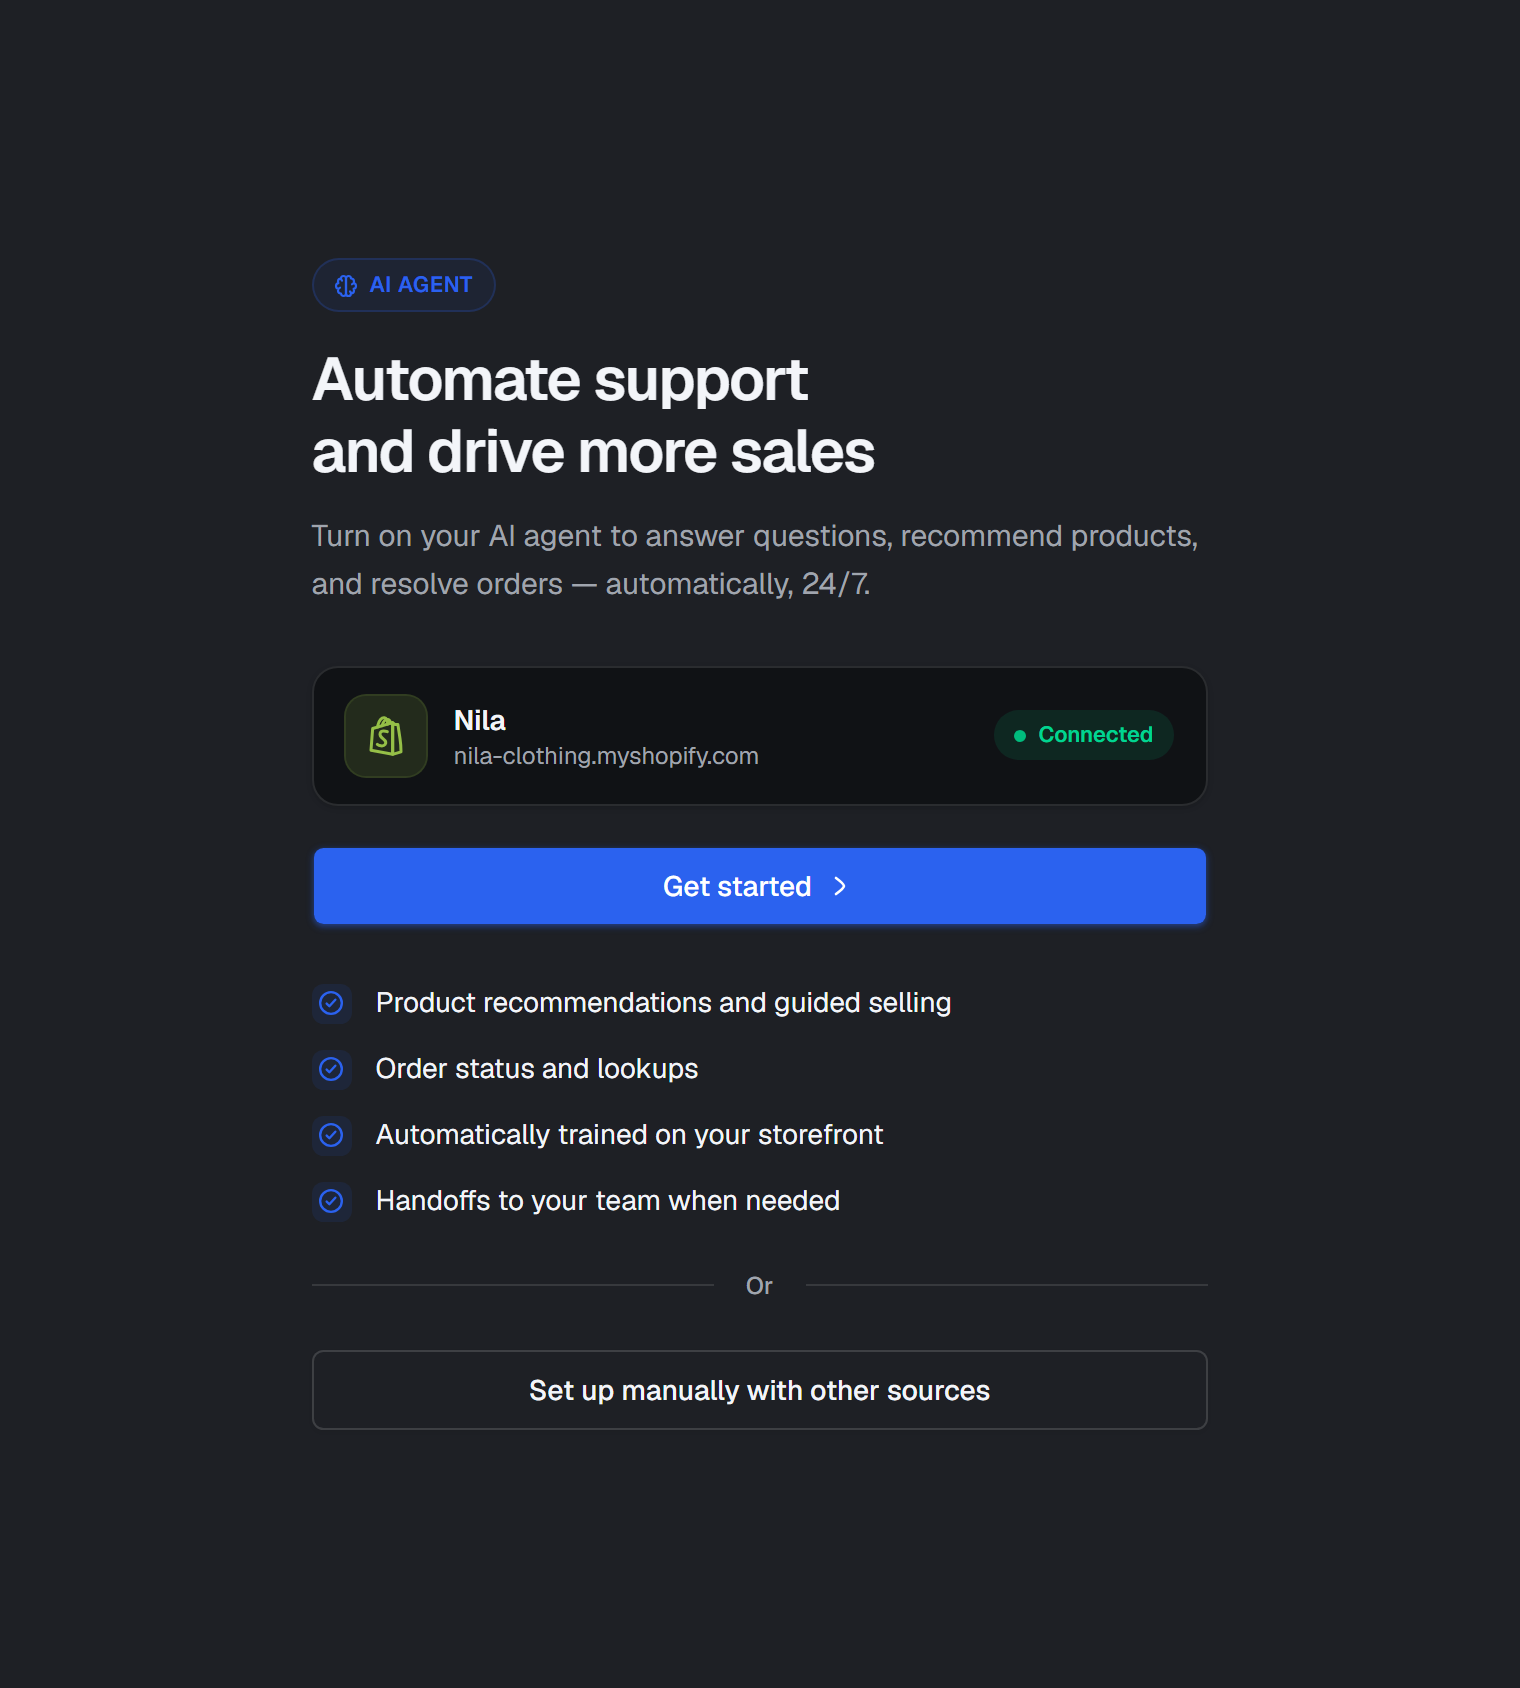 AI AGENT
Automate support
and drive more sales
Turn on your AI agent to answer questions, recommend products,
and resolve orders — automatically, 24/7.
Nila
nila-clothing.myshopify.com
Connected
Get started
Product recommendations and guided selling
Order status and lookups
Automatically trained on your storefront
Handoffs to your team when needed
Or
Set up manually with other sources